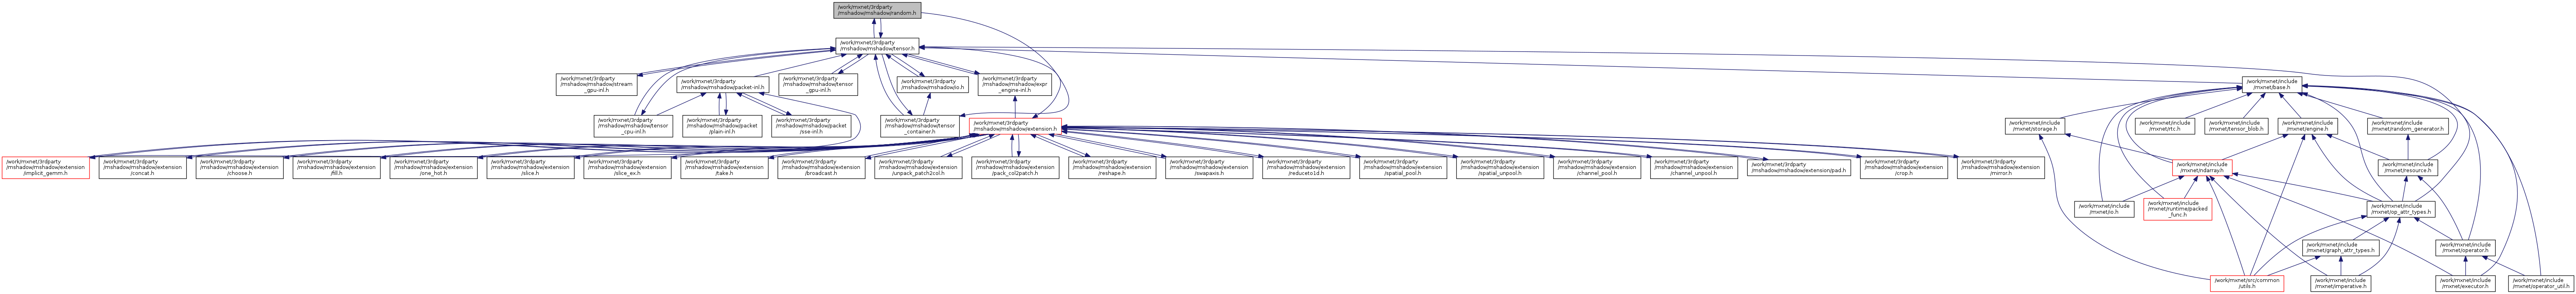 /work/mxnet/3rdparty
/mshadow/mshadow/random.h
/work/mxnet/3rdparty
/mshadow/mshadow/tensor.h
/work/mxnet/3rdparty
/mshadow/mshadow/stream
_gpu-inl.h
/work/mxnet/3rdparty
/mshadow/mshadow/packet-inl.h
/work/mxnet/3rdparty
/mshadow/mshadow/tensor
_gpu-inl.h
/work/mxnet/3rdparty
/mshadow/mshadow/io.h
/work/mxnet/3rdparty
/mshadow/mshadow/expr
_engine-inl.h
/work/mxnet/include
/mxnet/base.h
/work/mxnet/3rdparty
/mshadow/mshadow/tensor
_cpu-inl.h
/work/mxnet/3rdparty
/mshadow/mshadow/packet
/plain-inl.h
/work/mxnet/3rdparty
/mshadow/mshadow/packet
/sse-inl.h
/work/mxnet/3rdparty
/mshadow/mshadow/tensor
_container.h
/work/mxnet/3rdparty
/mshadow/mshadow/extension.h
/work/mxnet/include
/mxnet/storage.h
/work/mxnet/include
/mxnet/rtc.h
/work/mxnet/include
/mxnet/tensor_blob.h
/work/mxnet/include
/mxnet/engine.h
/work/mxnet/include
/mxnet/random_generator.h
/work/mxnet/3rdparty
/mshadow/mshadow/extension
/implicit_gemm.h
/work/mxnet/3rdparty
/mshadow/mshadow/extension
/concat.h
/work/mxnet/3rdparty
/mshadow/mshadow/extension
/choose.h
/work/mxnet/3rdparty
/mshadow/mshadow/extension
/fill.h
/work/mxnet/3rdparty
/mshadow/mshadow/extension
/one_hot.h
/work/mxnet/3rdparty
/mshadow/mshadow/extension
/slice.h
/work/mxnet/3rdparty
/mshadow/mshadow/extension
/slice_ex.h
/work/mxnet/3rdparty
/mshadow/mshadow/extension
/take.h
/work/mxnet/3rdparty
/mshadow/mshadow/extension
/broadcast.h
/work/mxnet/3rdparty
/mshadow/mshadow/extension
/unpack_patch2col.h
/work/mxnet/3rdparty
/mshadow/mshadow/extension
/pack_col2patch.h
/work/mxnet/3rdparty
/mshadow/mshadow/extension
/reshape.h
/work/mxnet/3rdparty
/mshadow/mshadow/extension
/swapaxis.h
/work/mxnet/3rdparty
/mshadow/mshadow/extension
/reduceto1d.h
/work/mxnet/3rdparty
/mshadow/mshadow/extension
/spatial_pool.h
/work/mxnet/3rdparty
/mshadow/mshadow/extension
/spatial_unpool.h
/work/mxnet/3rdparty
/mshadow/mshadow/extension
/channel_pool.h
/work/mxnet/3rdparty
/mshadow/mshadow/extension
/channel_unpool.h
/work/mxnet/3rdparty
/mshadow/mshadow/extension/pad.h
/work/mxnet/3rdparty
/mshadow/mshadow/extension
/crop.h
/work/mxnet/3rdparty
/mshadow/mshadow/extension
/mirror.h
/work/mxnet/include
/mxnet/ndarray.h
/work/mxnet/include
/mxnet/resource.h
/work/mxnet/include
/mxnet/io.h
/work/mxnet/include
/mxnet/runtime/packed
_func.h
/work/mxnet/include
/mxnet/op_attr_types.h
/work/mxnet/include
/mxnet/graph_attr_types.h
/work/mxnet/include
/mxnet/operator.h
/work/mxnet/src/common
/utils.h
/work/mxnet/include
/mxnet/imperative.h
/work/mxnet/include
/mxnet/executor.h
/work/mxnet/include
/mxnet/operator_util.h